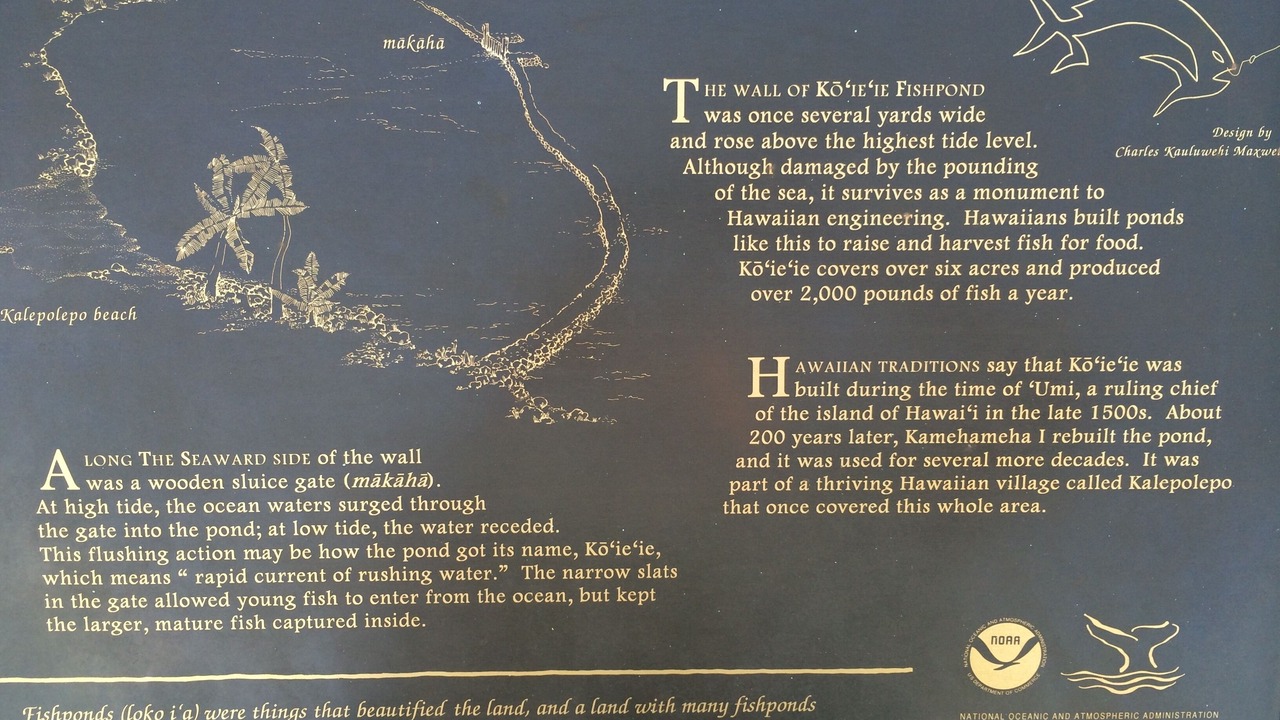 mākāhā
Design by
Charles Kauluwehi
THE WALL OF Kōʻieʻie FISHPOND
was once several yards wide
and rose above the highest tide level.
Although damaged by the pounding
of the sea, it survives as a monument to
Hawaiian engineering. Hawaiians built ponds
like this to raise and harvest fish for food.
Kōʻieʻie covers over six acres and produced
over 2,000 pounds of fish a year.
Kalepolepo beach
HAWAIIAN TRADITIONS say that Kōʻieʻie was
built during the time of ʻUmi, a ruling chief
of the island of Hawaiʻi in the late 1500s. About
200 years later, Kamehameha I rebuilt the pond,
and it was used for several more decades. It was
part of a thriving Hawaiian village called Kalepolepo
that once covered this whole area.
ALONG THE SEAWARD SIDE of the wall
was a wooden sluice gate (mākāhā).
At high tide, the ocean waters surged through
the gate into the pond; at low tide, the water receded.
This flushing action may be how the pond got its name, Kōʻieʻie,
which means “ rapid current of rushing water.” The narrow slats
in the gate allowed young fish to enter from the ocean, but kept
the larger, mature fish captured inside.
NATIONAL OCEANIC AND ATMOSPHERIC ADMINISTRATION
NOAA
U.S. DEPARTMENT OF COMMERCE
Fishponds (loko iʻa) were things that beautified the land, and a land with many fishponds
NATIONAL OCEANIC AND ATMOSPHERIC ADMINISTRATION